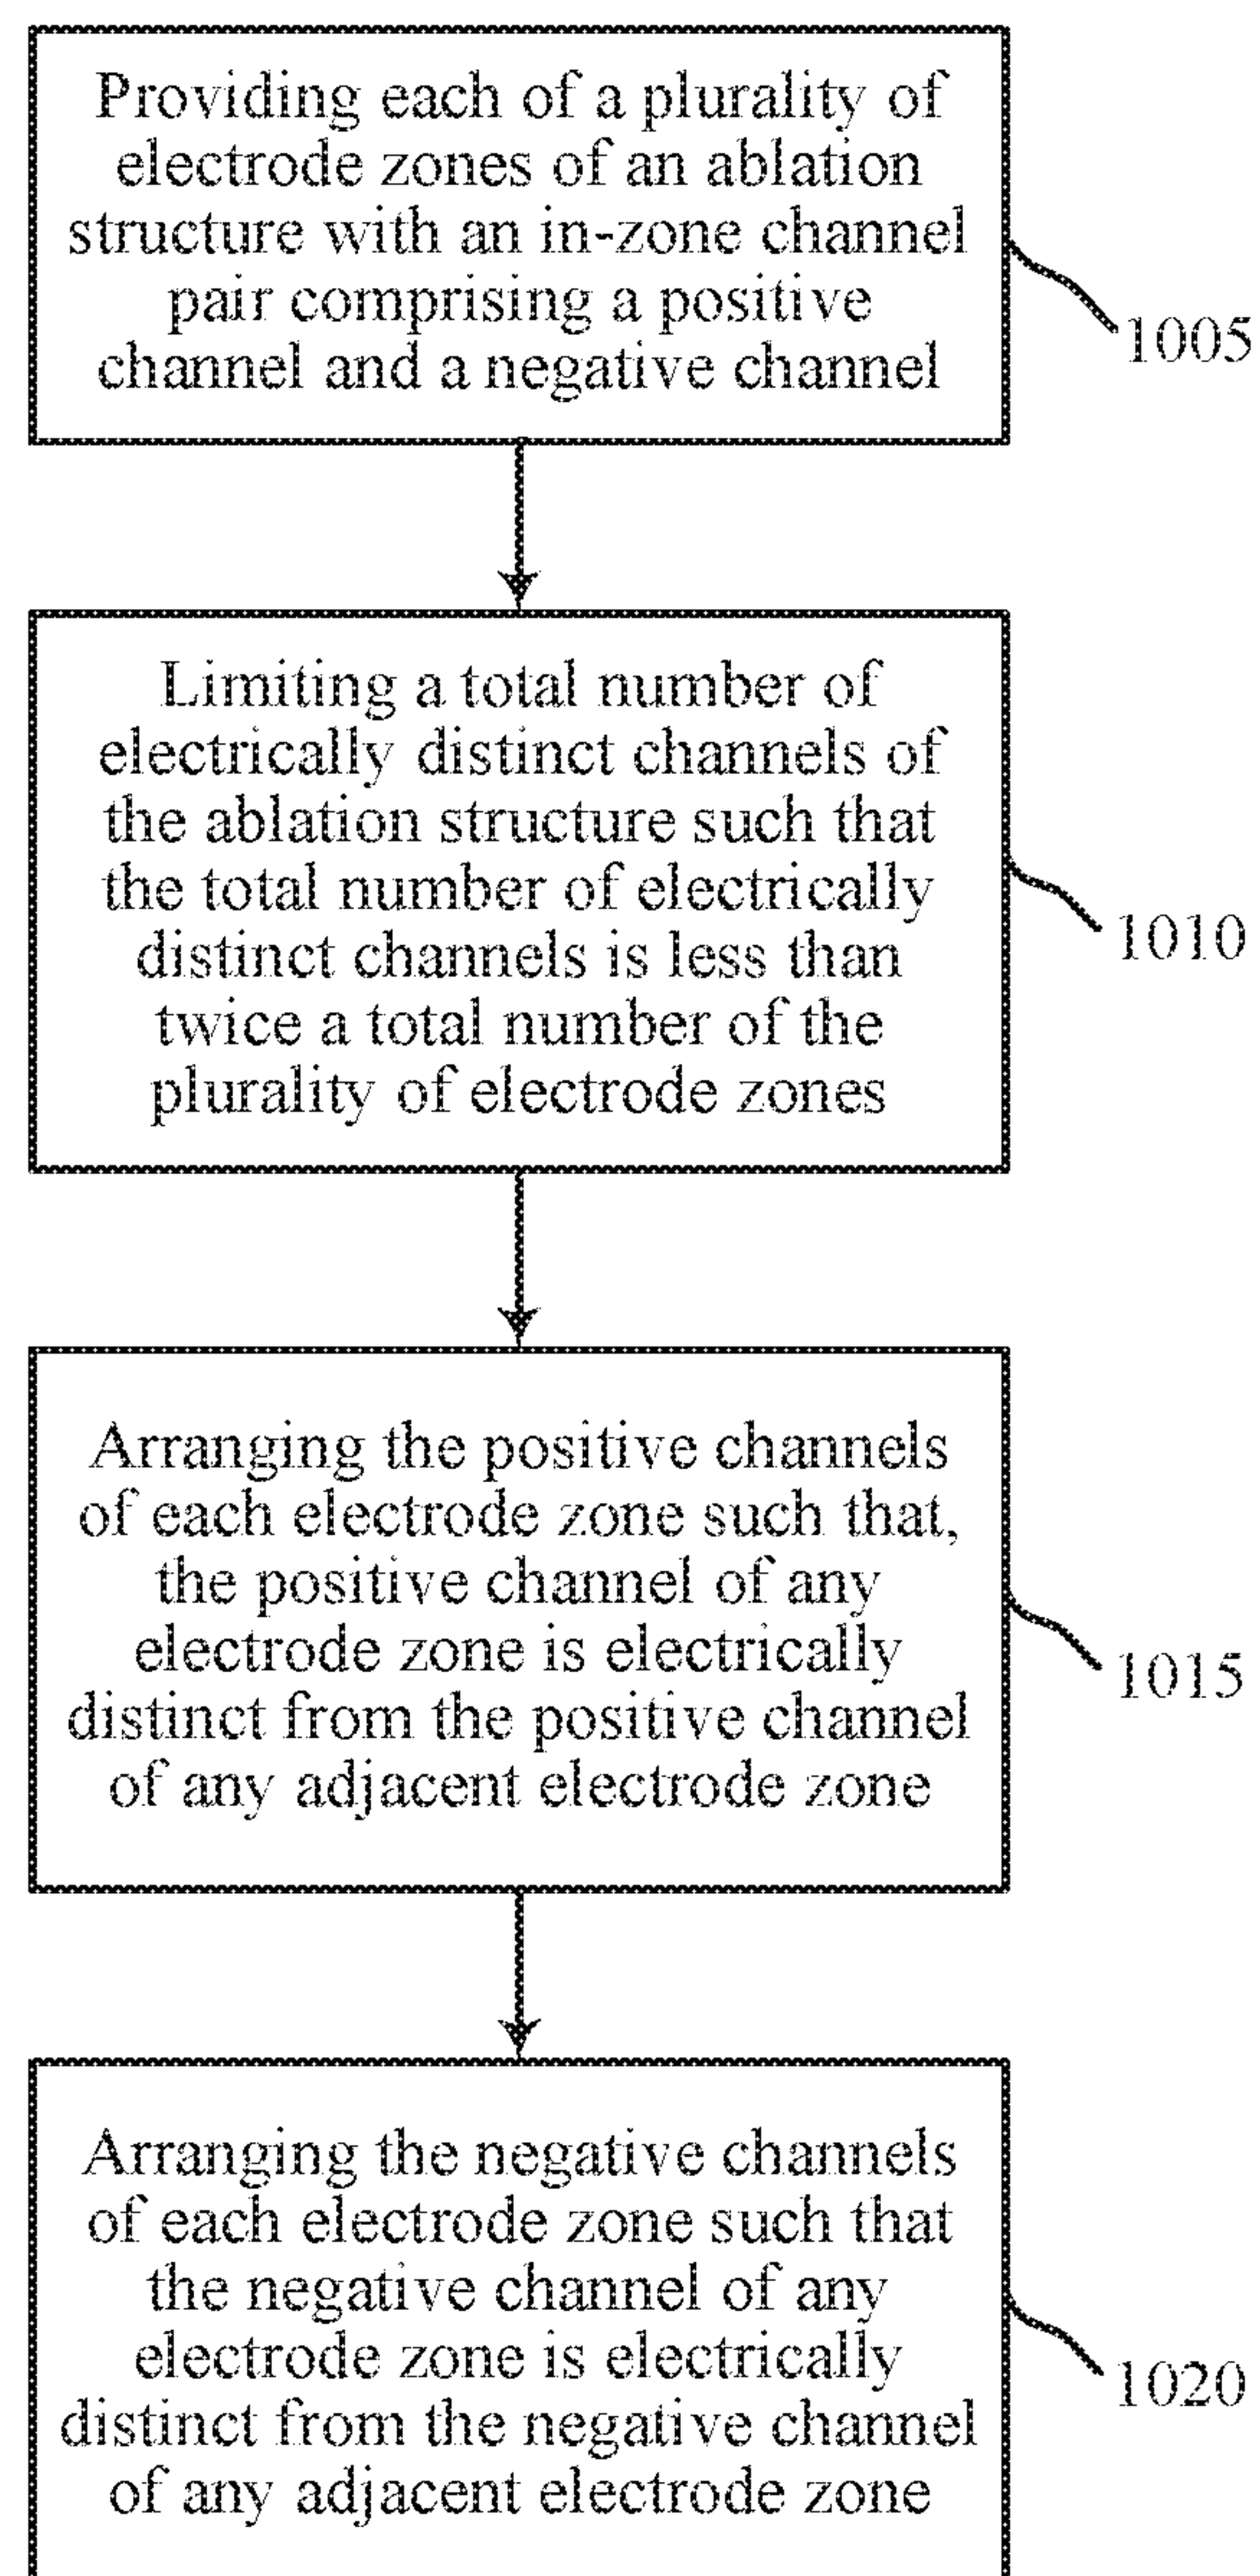 Providing each of a plurality of
electrode zones of an ablation
structure with an in-zone channel
pair comprising a positive
channel and a negative channel
1005
Limiting a total number of
electrically distinct channels of
the ablation structure such that
the total number of electrically
distinct channels is less than
twice a total number of the
plurality of electrode zones
1010
Arranging the positive channels
of each electrode zone such that,
the positive channel of any
electrode zone is electrically
distinct from the positive channel
of any adjacent electrode zone
1015
Arranging the negative channels
of each electrode zone such that
the negative channel of any
electrode zone is electrically
distinct from the negative channel
of any adjacent electrode zone
1020